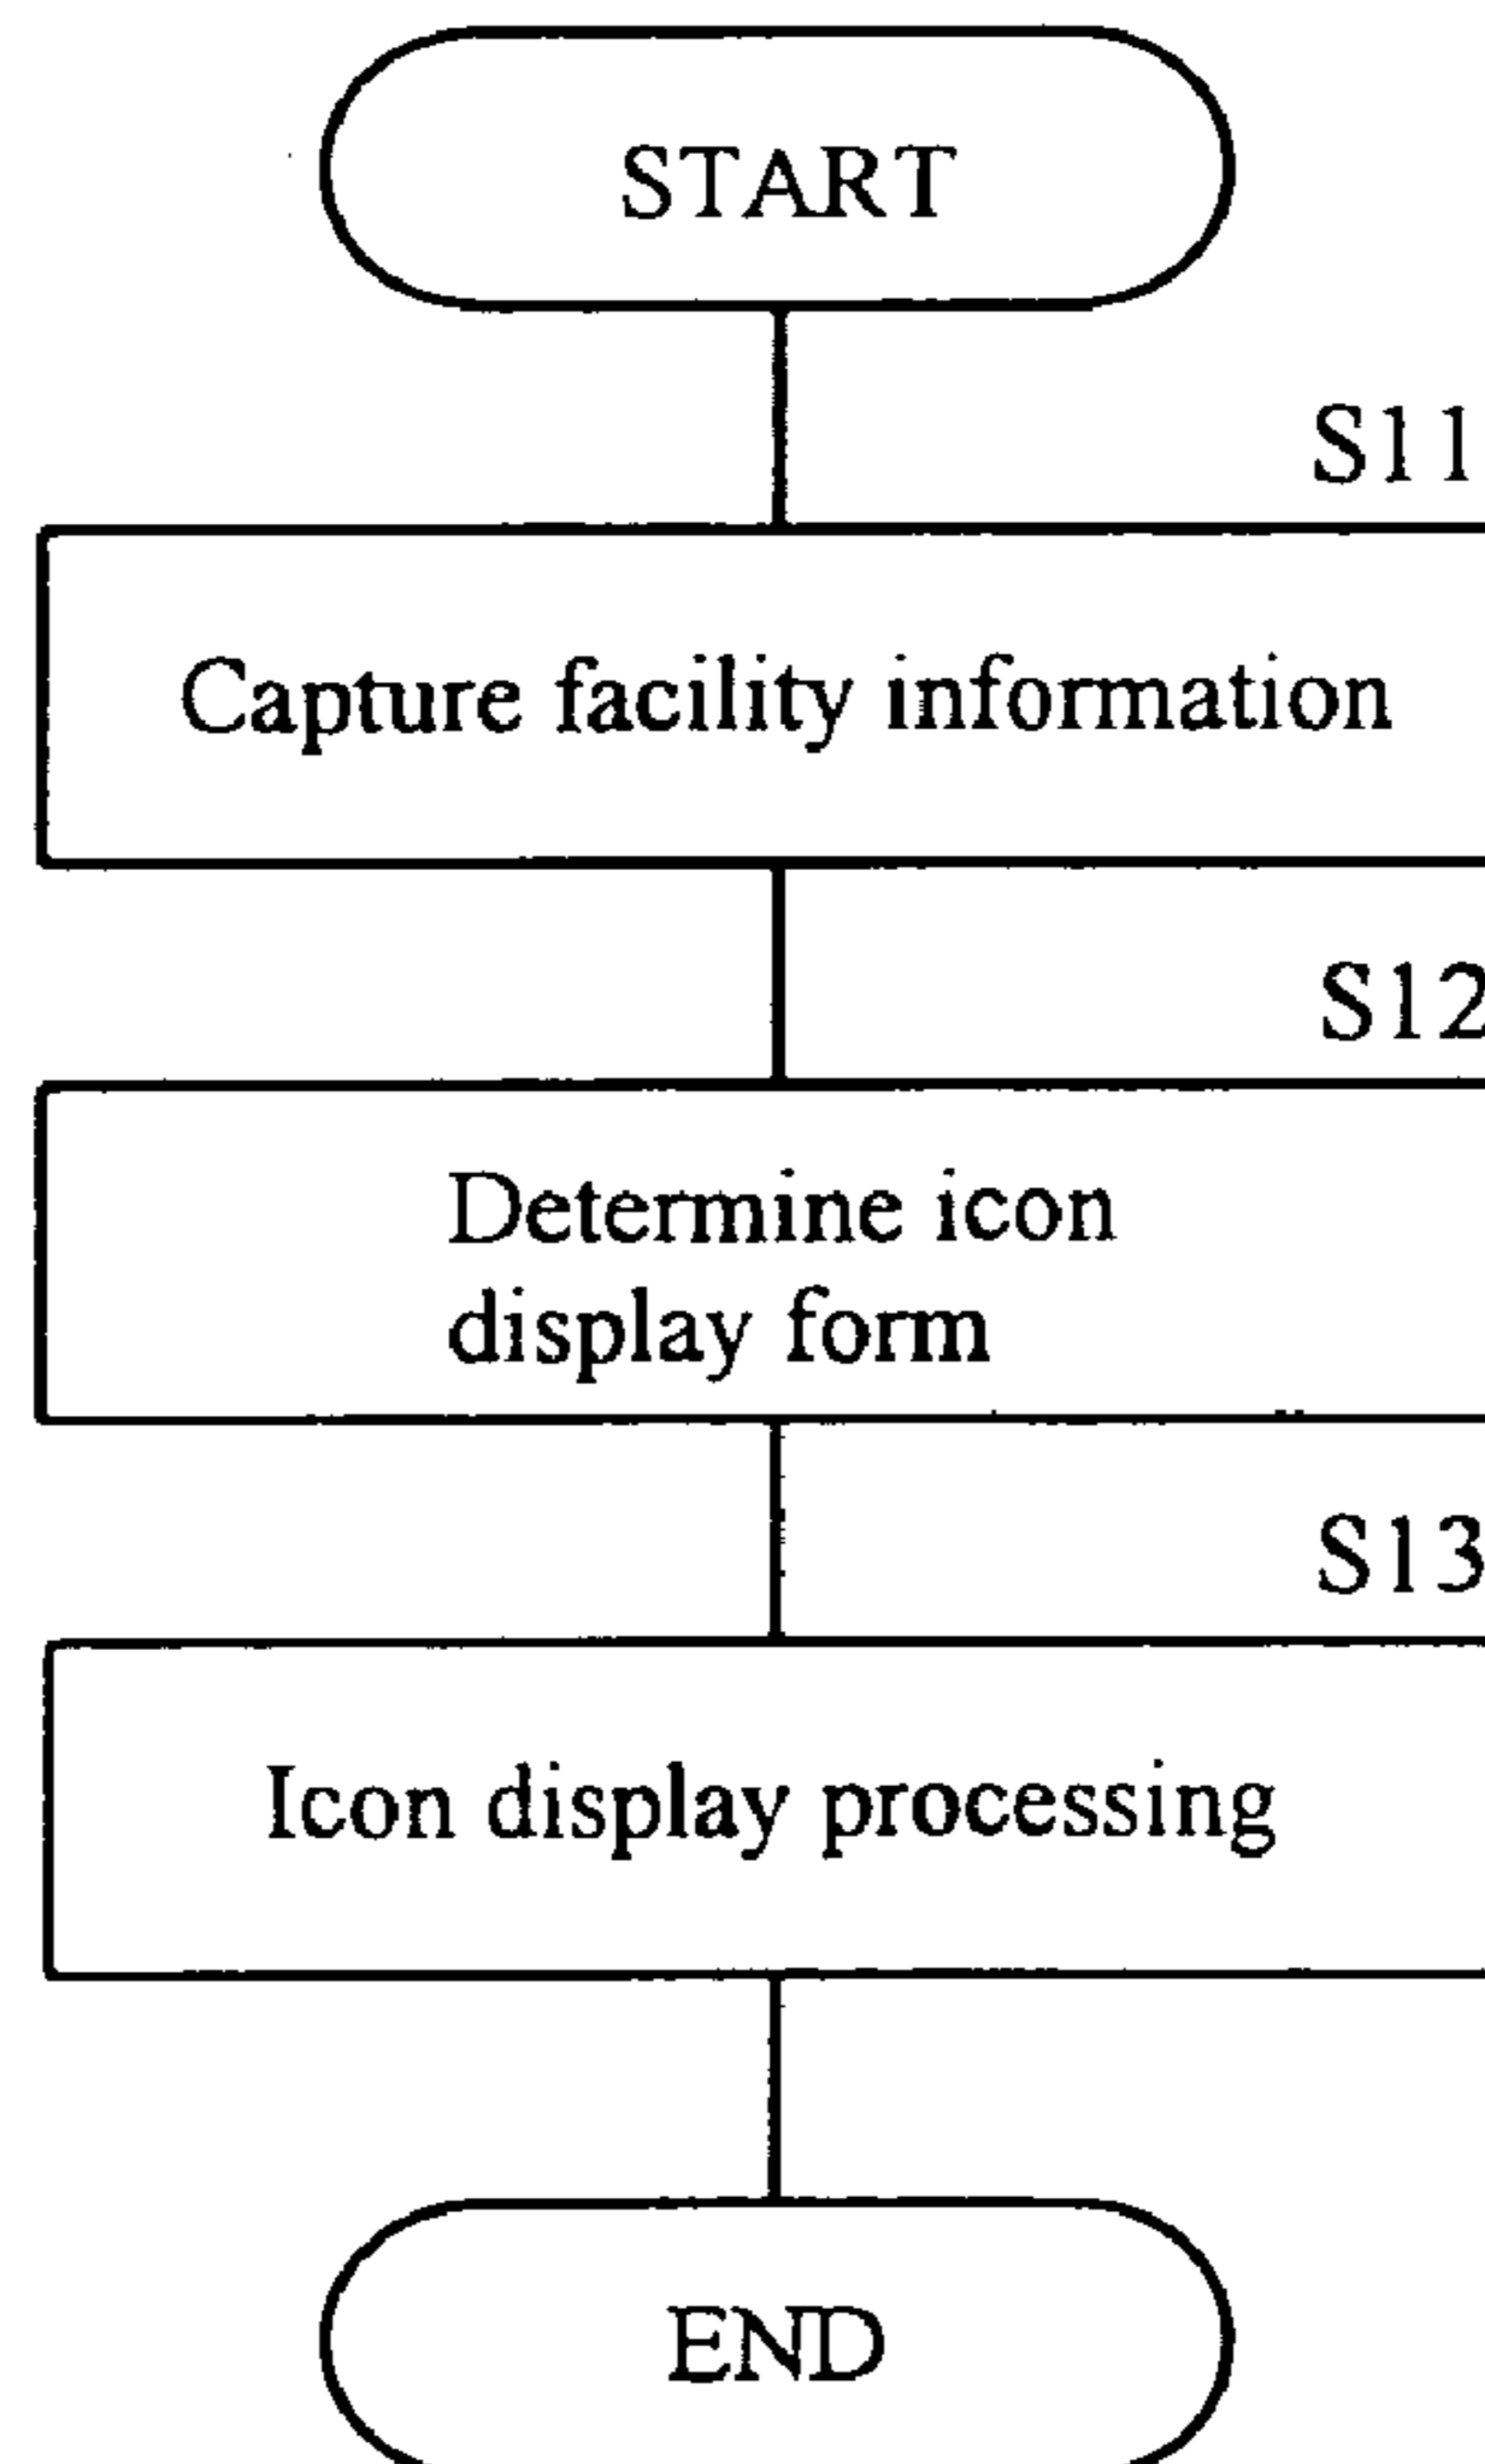 START
S11
Capture facility information
S12
Determine icon
display form
S13
Icon display processing
END